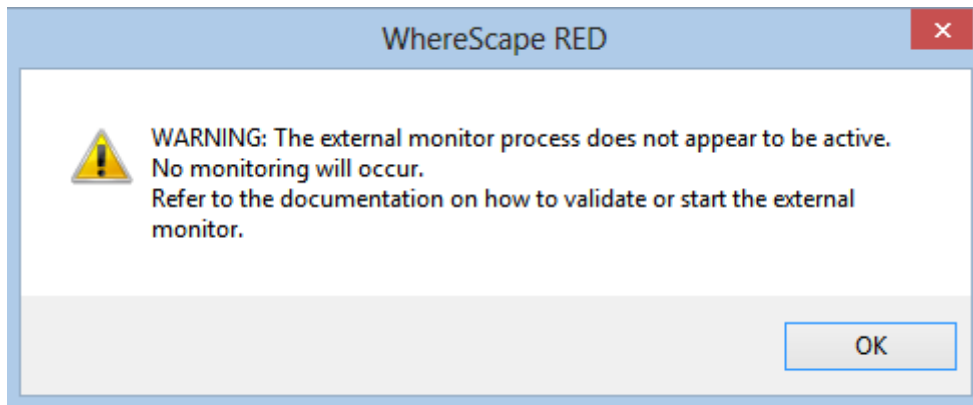 WhereScape RED
WARNING: The external monitor process does not appear to be active.
No monitoring will occur.
Refer to the documentation on how to validate or start the external
monitor.
OK